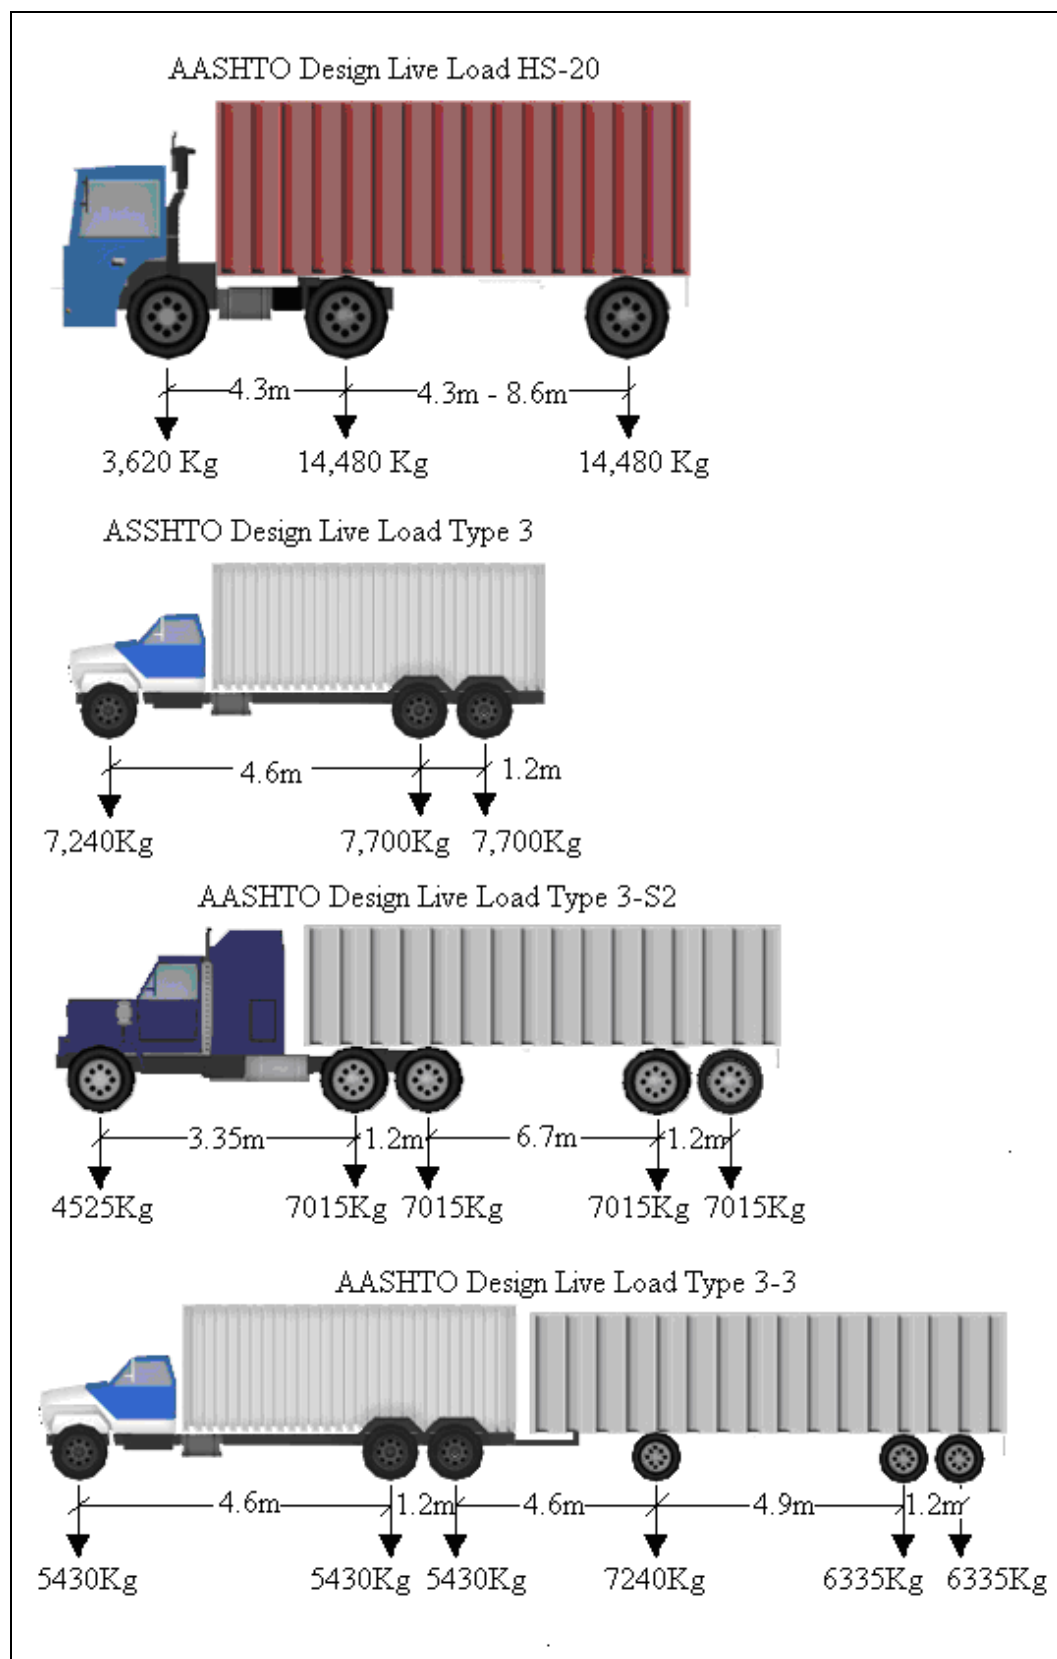 AASHTO Design Live Load HS-20
4.3m 4.3m - 8.6m
3,620 Kg 14,480 Kg 14,480 Kg
ASSHTO Design Live Load Type 3
4.6m 1.2m
7,240Kg 7,700Kg 7,700Kg
AASHTO Design Live Load Type 3-S2
3.35m 1.2m 6.7m 1.2m
4525Kg 7015Kg 7015Kg 7015Kg 7015Kg
AASHTO Design Live Load Type 3-3
4.6m 1.2m 4.6m 4.9m 1.2m
5430Kg 5430Kg 5430Kg 7240Kg 6335Kg 6335Kg